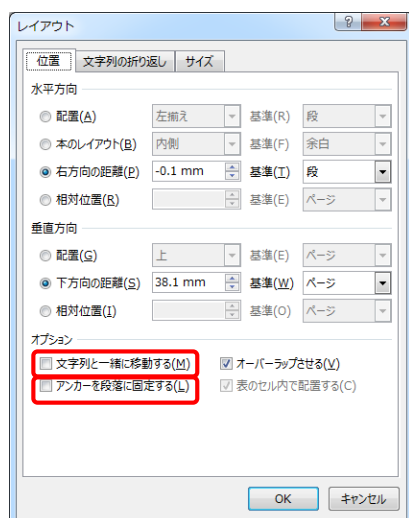 レイアウト
位置 文字列の折り返し サイズ
水平方向
配置(A) 左揃え 基準(R) 段
本のレイアウト(B) 内側 基準(F) 余白
右方向の距離(P) -0.1 mm 基準(T) 段
相対位置(R) 基準(E) ページ
垂直方向
配置(G) 上 基準(E) ページ
下方向の距離(S) 38.1 mm 基準(W) ページ
相対位置(I) 基準(O) ページ
オプション
文字列と一緒に移動する(M) オーバーラップさせる(V)
アンカーを段落に固定する(L) 表のセル内で配置する(C)
OK キャンセル